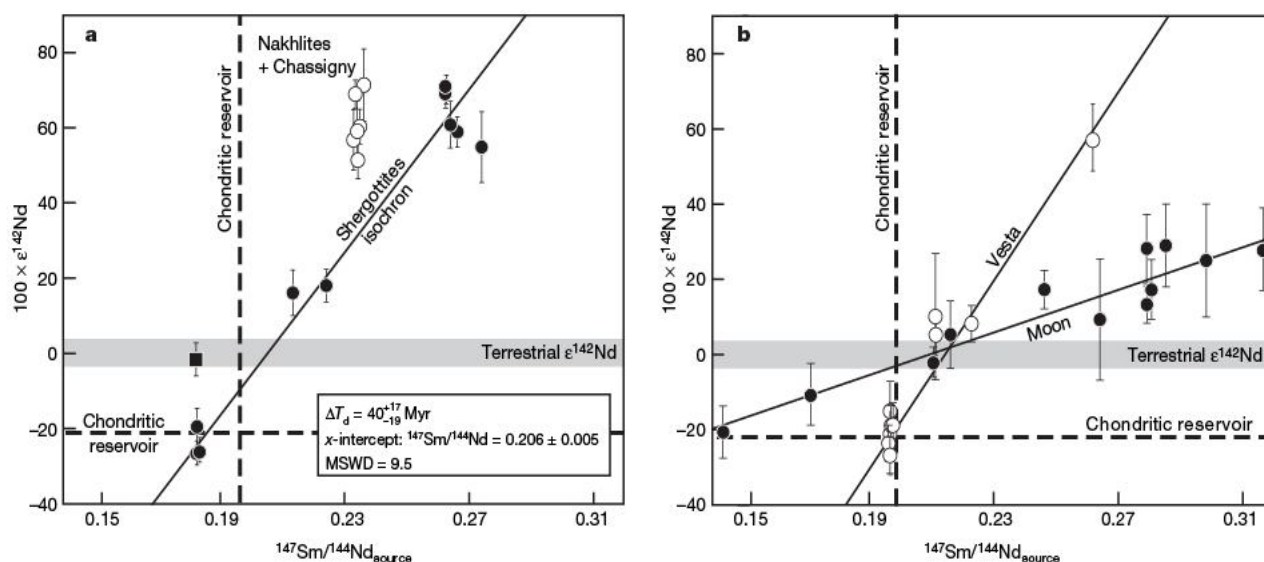 a
80
60
40
20
0
−20
−40
100 × ε¹⁴²Nd
Chondritic reservoir
Nakhlites
+ Chassigny
Shergottites
isochron
Terrestrial ε¹⁴²Nd
Chondritic
reservoir
ΔT_d = 40 +17 −19 Myr
x-intercept: ¹⁴⁷Sm/¹⁴⁴Nd = 0.206 ± 0.005
MSWD = 9.5
0.15 0.19 0.23 0.27 0.31
¹⁴⁷Sm/¹⁴⁴Nd_source
b
80
60
40
20
0
−20
−40
100 × ε¹⁴²Nd
Chondritic reservoir
Vesta
Moon
Terrestrial ε¹⁴²Nd
Chondritic reservoir
0.15 0.19 0.23 0.27 0.31
¹⁴⁷Sm/¹⁴⁴Nd_source